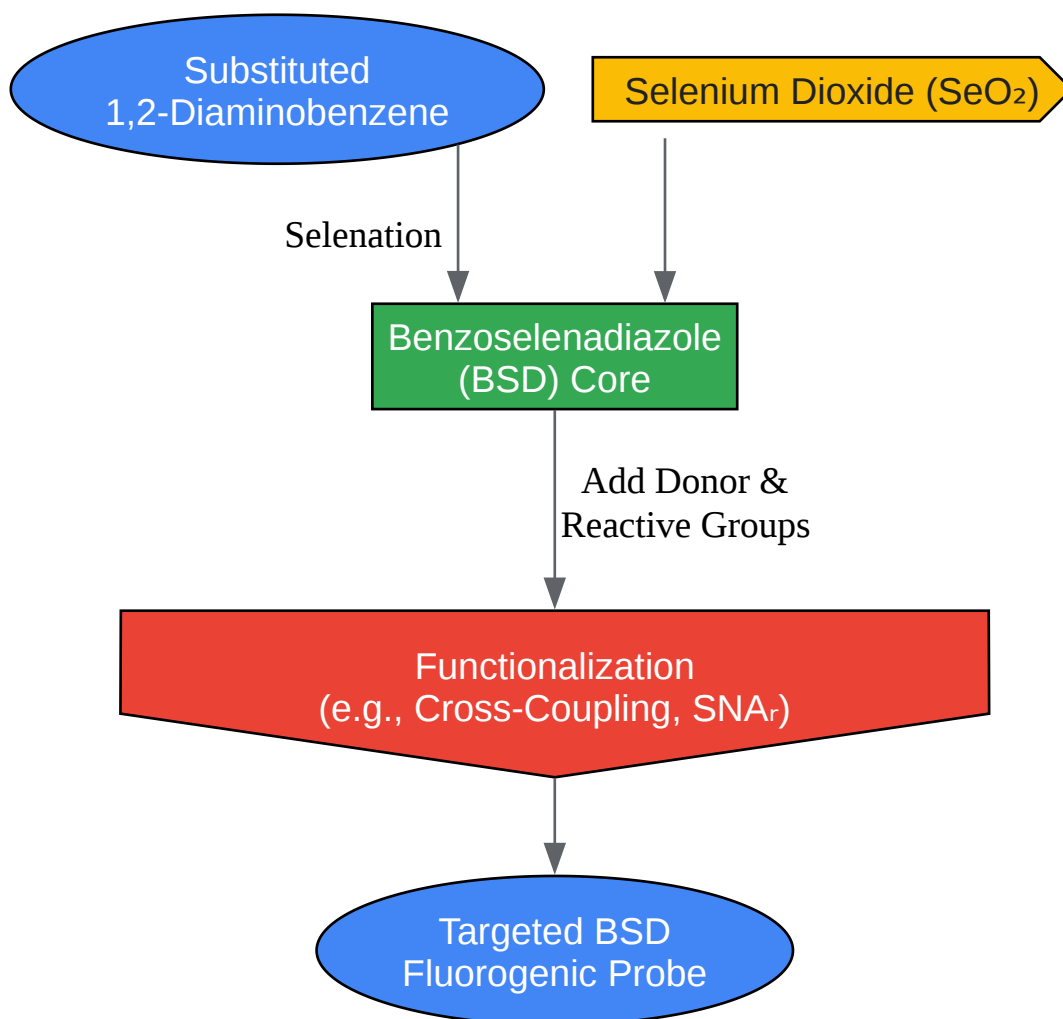 Substituted
1,2-Diaminobenzene
Selenium Dioxide (SeO₂)
Selenation
Benzoselenadiazole
(BSD) Core
Add Donor &
Reactive Groups
Functionalization
(e.g., Cross-Coupling, SNAᵣ)
Targeted BSD
Fluorogenic Probe